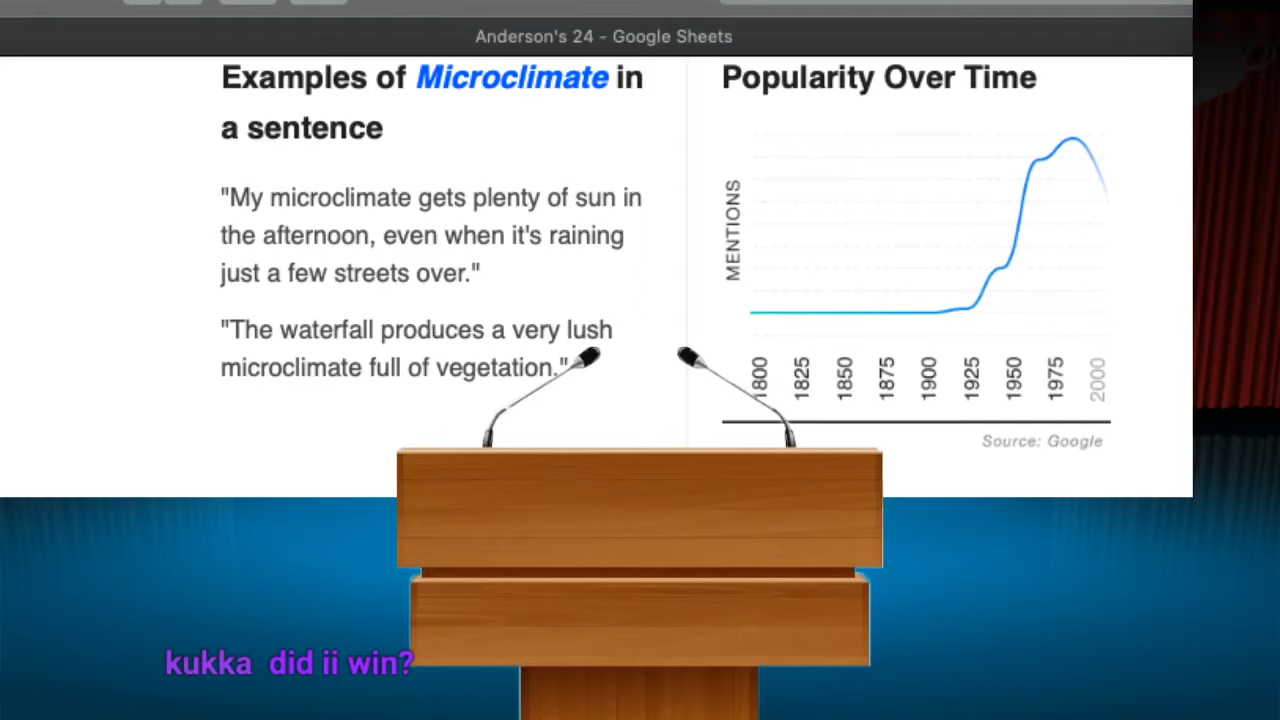 Anderson's 24 - Google Sheets
Examples of Microclimate in
a sentence
"My microclimate gets plenty of sun in
the afternoon, even when it's raining
just a few streets over."
"The waterfall produces a very lush
microclimate full of vegetation."
Popularity Over Time
MENTIONS
1800 1825 1850 1875 1900 1925 1950 1975 2000
Source: Google
kukka did ii win?